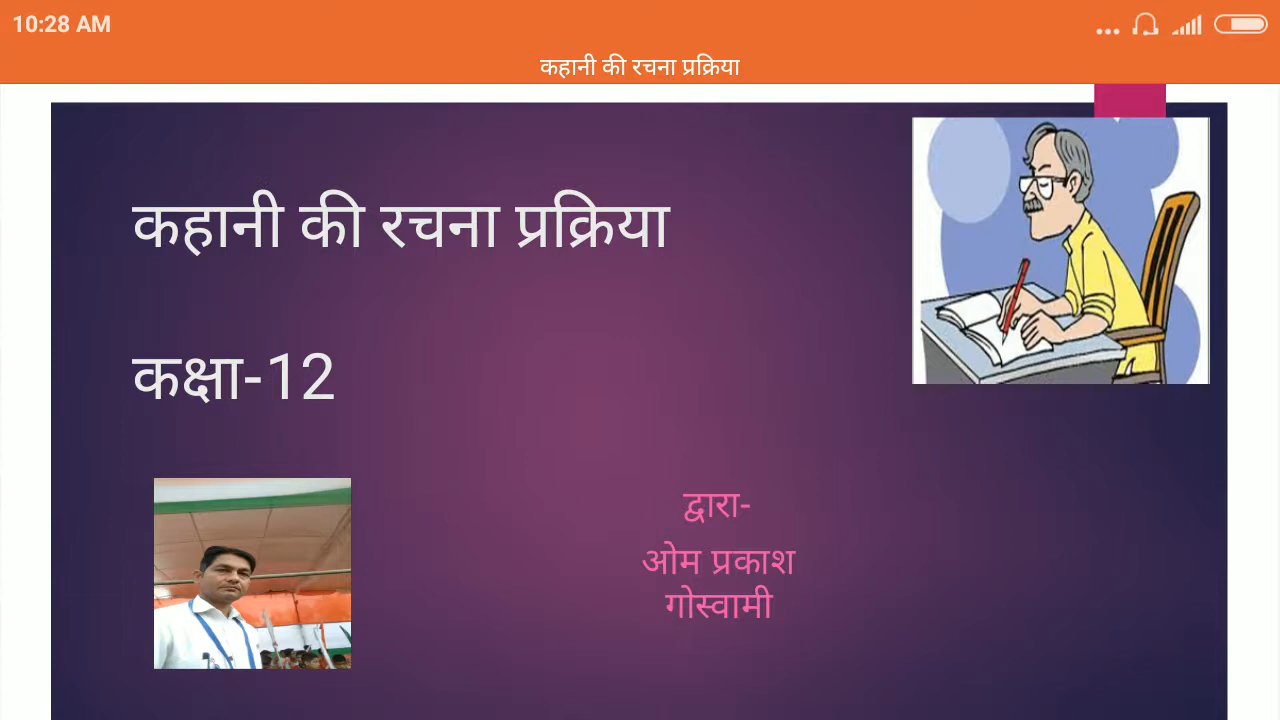 10:28 AM
कहानी की रचना प्रक्रिया
कहानी की रचना प्रक्रिया
कक्षा-12
द्वारा-
ओम प्रकाश
गोस्वामी